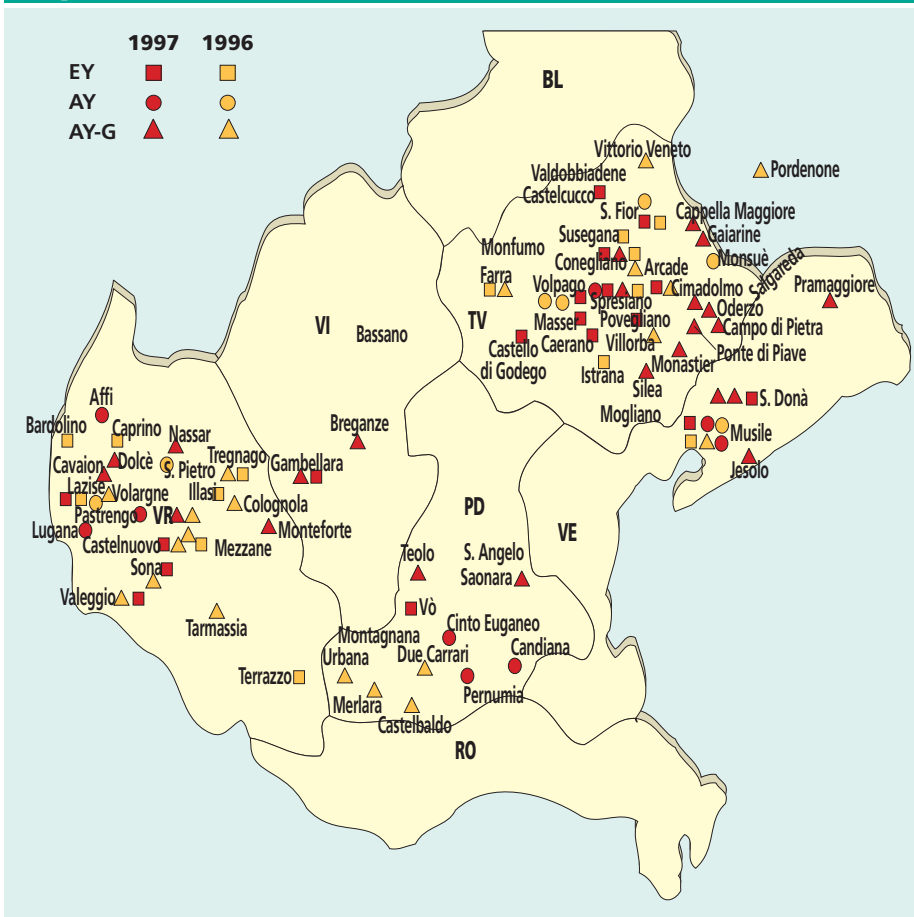 1997 1996
EY
AY
AY-G
BL
Vittorio Veneto
Valdobbiadene
Pordenone
Castelcucco
S. Fior
Cappella Maggiore
Susegana
Gaiarine
Monfumo
Conegliano
Arcade
Monsuè
Salgareda
Farra
Volpago
Cimadolmo
Pramaggiore
Spresiano
Oderzo
TV
Masser
Povegliano
Campo di Pietra
VI
Bassano
Castello
di Godego
Caerano
Villorba
Monastier
Ponte di Piave
Istrana
Silea
Affi
S. Donà
Mogliano
Bardolino
Caprino
Nassar
Breganze
Musile
Cavaion
Dolcè
S. Pietro
Tregnago
Gambellara
Jesolo
Lazise
Volargne
Illasi
Colognola
Pastrengo
VR
PD
Lugana
Monteforte
VE
Castelnuovo
Mezzane
Teolo
S. Angelo
Sona
Saonara
Valeggio
Vò
Tarmassia
Cinto Euganeo
Montagnana
Candiana
Urbana
Due Carrari
Terrazzo
Pernumia
Merlara
Castelbaldo
RO